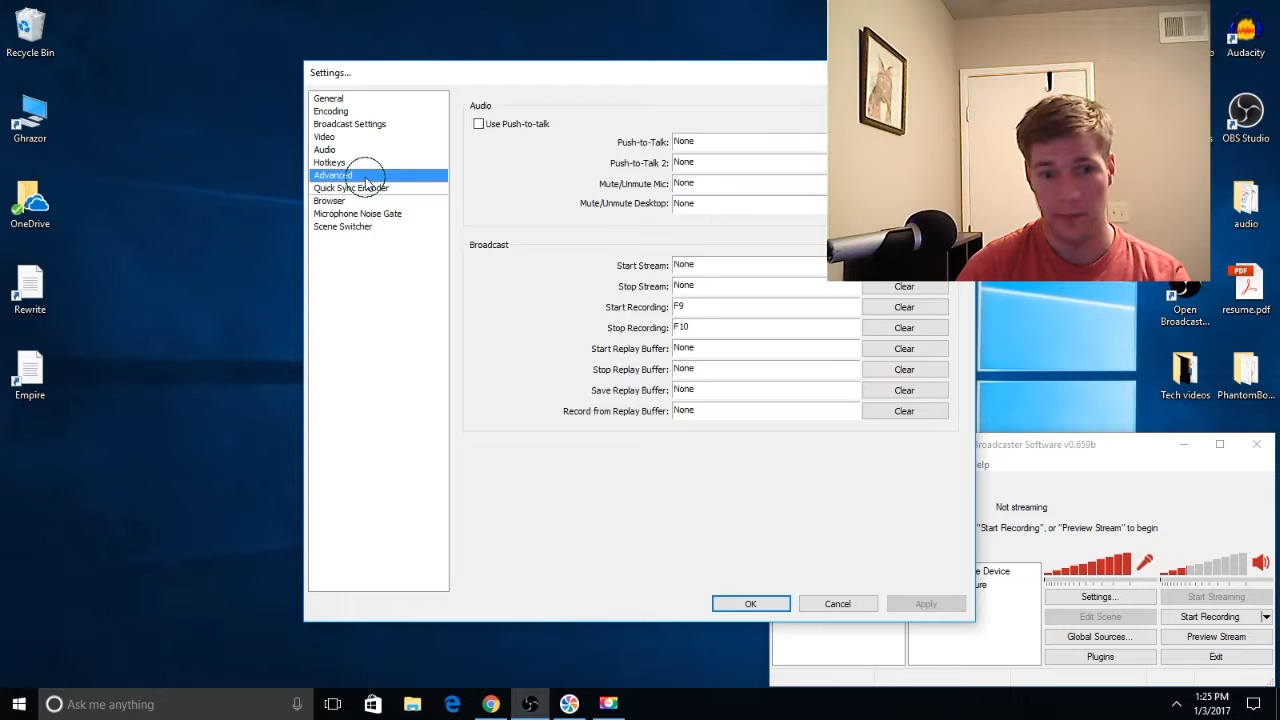 Recycle Bin
Ghrazor
OneDrive
Rewrite
Empire
Settings...
General
Encoding
Broadcast Settings
Video
Audio
Hotkeys
Advanced
Quick Sync Encoder
Browser
Microphone Noise Gate
Scene Switcher
Audio
Use Push-to-talk
Push-to-Talk: None
Push-to-Talk 2: None
Mute/Unmute Mic: None
Mute/Unmute Desktop: None
Broadcast
Start Stream: None
Stop Stream: None Clear
Start Recording: F9 Clear
Stop Recording: F10 Clear
Start Replay Buffer: None Clear
Stop Replay Buffer: None Clear
Save Replay Buffer: None Clear
Record from Replay Buffer: None Clear
OK Cancel Apply
Audacity
OBS Studio
audio
PDF
Open Broadcast...
resume.pdf
Tech videos
PhantomBo...
Broadcaster Software v0.659b
elp
Not streaming
"Start Recording", or "Preview Stream" to begin
e Device
ure
Settings... Start Streaming
Edit Scene Start Recording
Global Sources... Preview Stream
Plugins Exit
Ask me anything
1:25 PM
1/3/2017